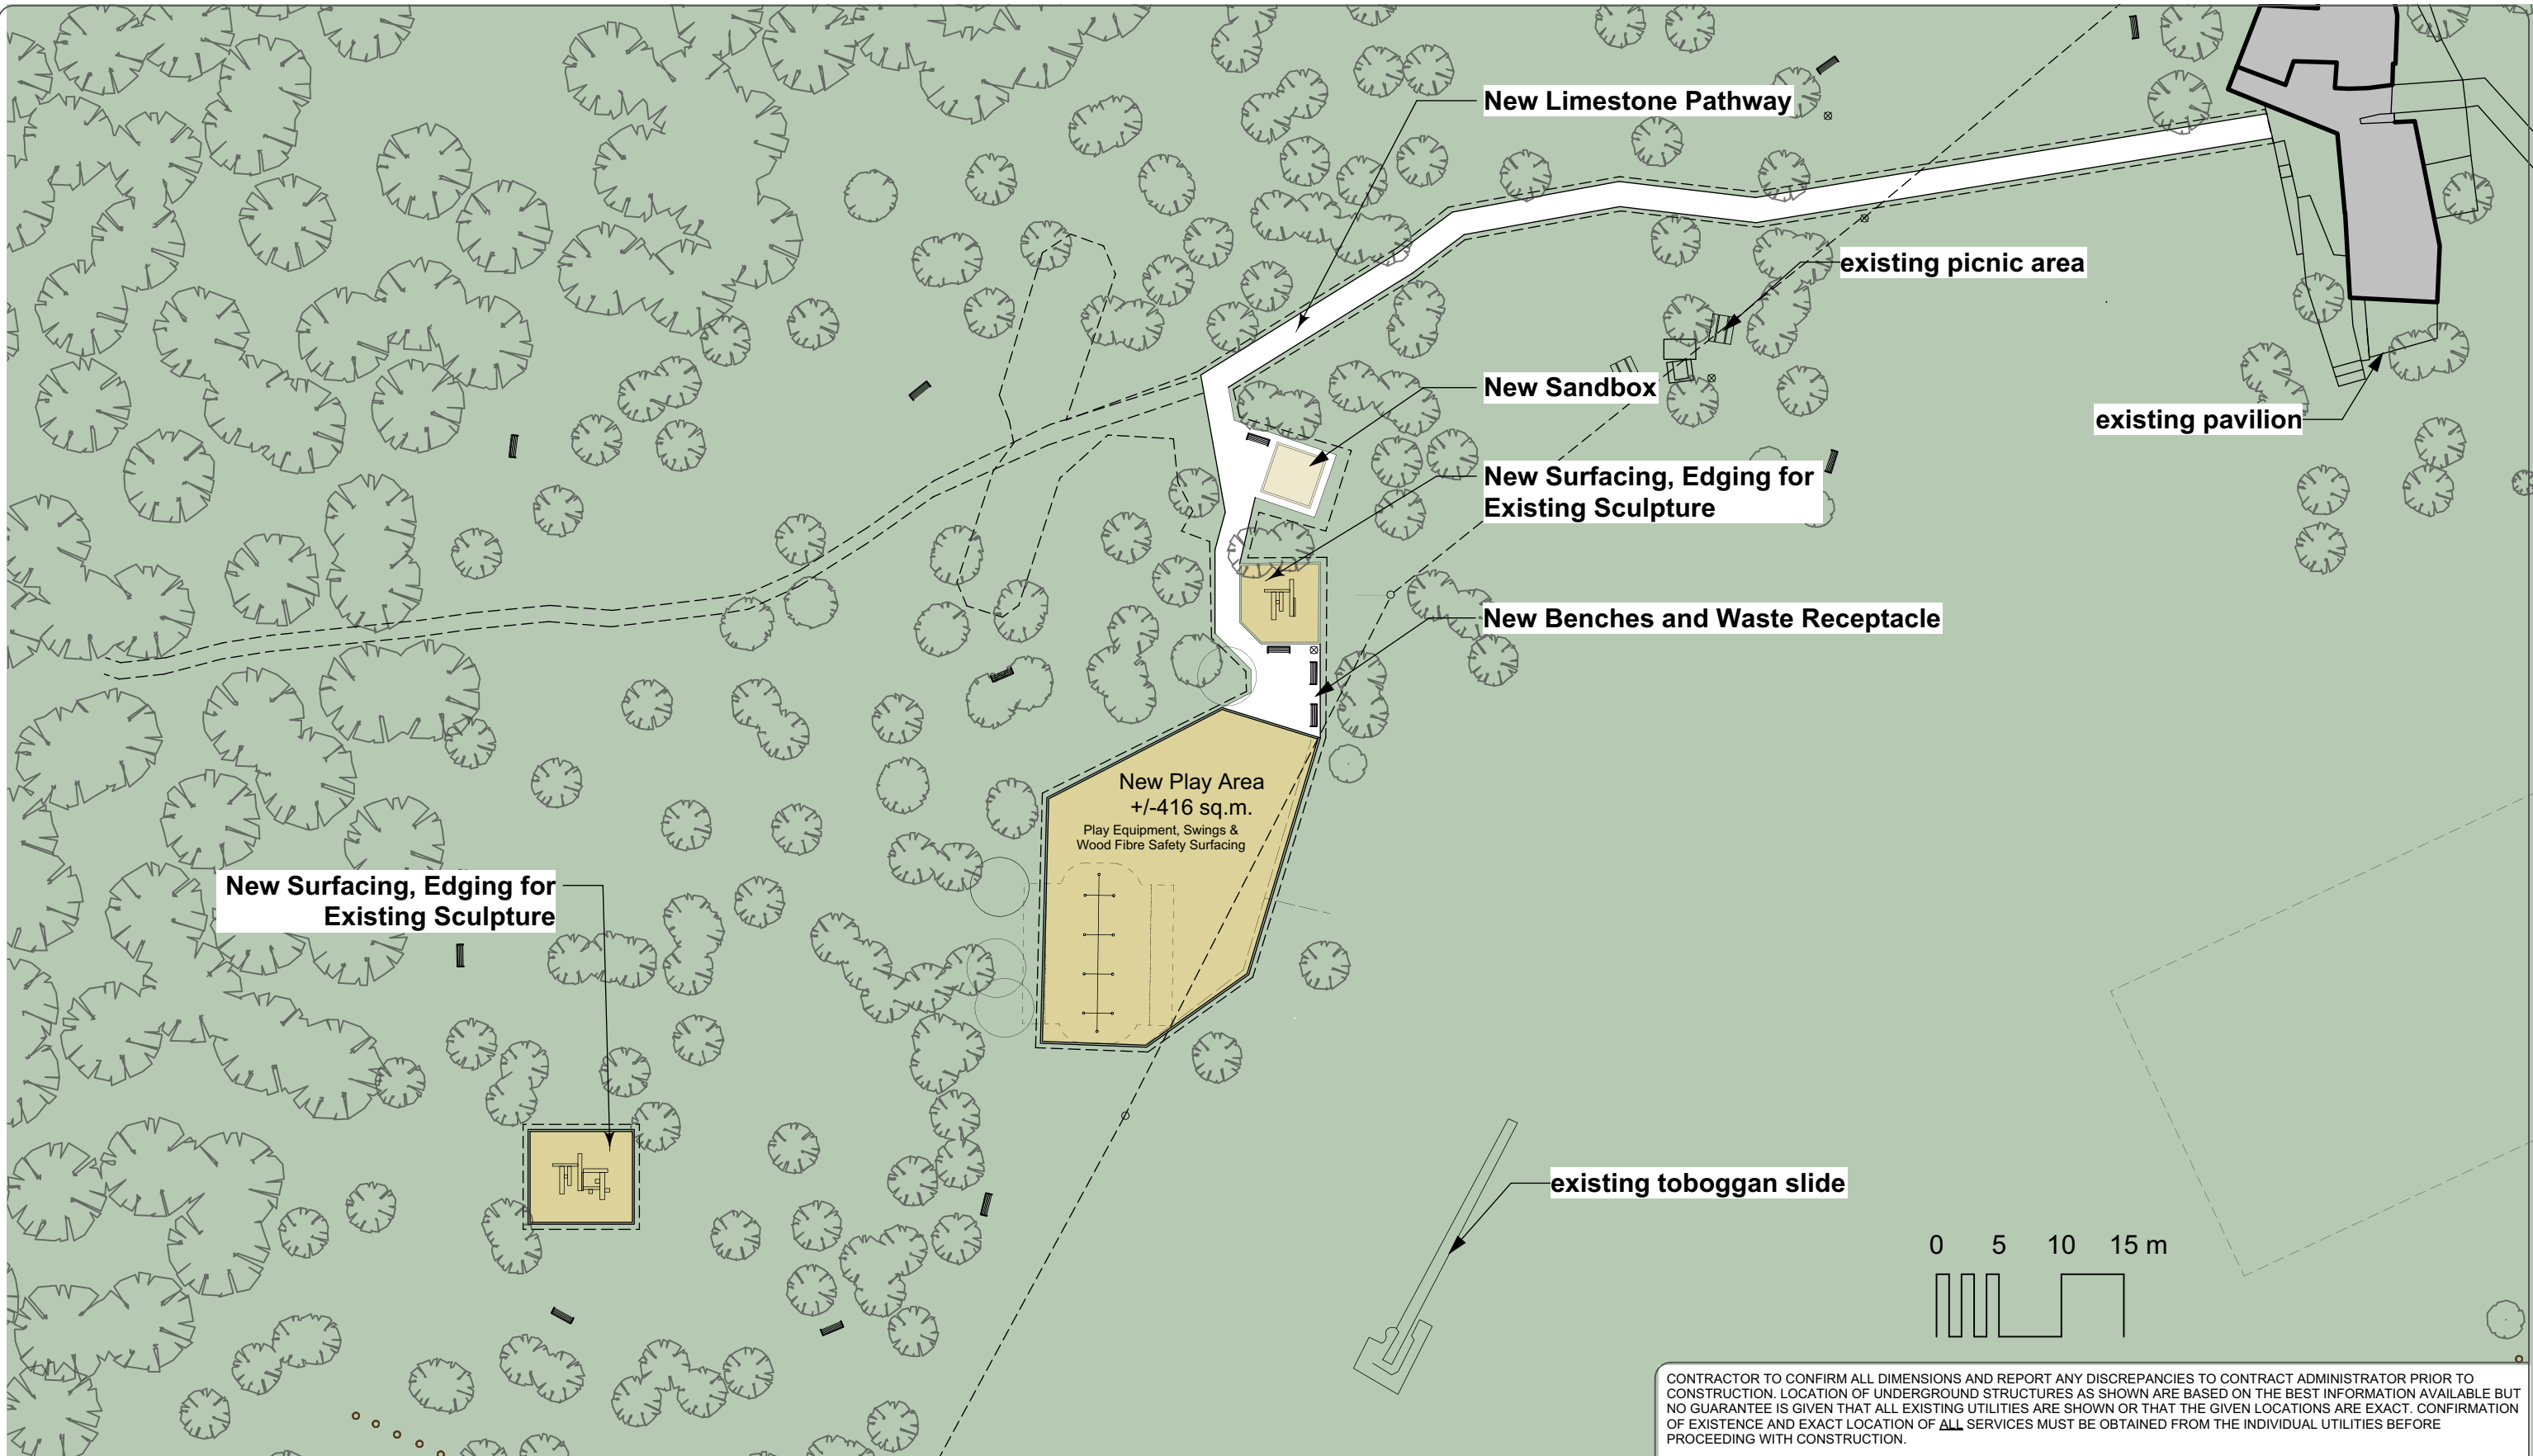 New Limestone Pathway
existing picnic area
New Sandbox
existing pavilion
New Surfacing, Edging for
Existing Sculpture
New Benches and Waste Receptacle
New Play Area
+/-416 sq.m.
Play Equipment, Swings &
Wood Fibre Safety Surfacing
New Surfacing, Edging for
Existing Sculpture
existing toboggan slide
0 5 10 15 m
CONTRACTOR TO CONFIRM ALL DIMENSIONS AND REPORT ANY DISCREPANCIES TO CONTRACT ADMINISTRATOR PRIOR TO
CONSTRUCTION. LOCATION OF UNDERGROUND STRUCTURES AS SHOWN ARE BASED ON THE BEST INFORMATION AVAILABLE BUT
NO GUARANTEE IS GIVEN THAT ALL EXISTING UTILITIES ARE SHOWN OR THAT THE GIVEN LOCATIONS ARE EXACT. CONFIRMATION
OF EXISTENCE AND EXACT LOCATION OF ALL SERVICES MUST BE OBTAINED FROM THE INDIVIDUAL UTILITIES BEFORE
PROCEEDING WITH CONSTRUCTION.